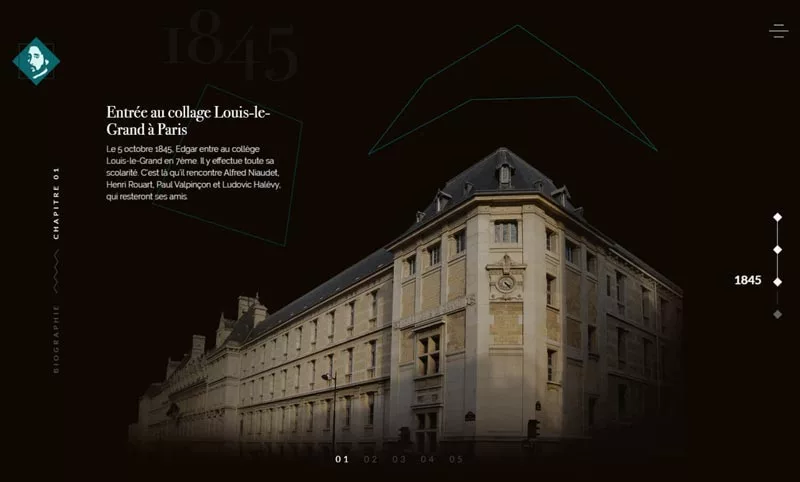 1845
Entrée au collage Louis-le-
Grand à Paris
Le 5 octobre 1845, Edgar entre au collège
Louis-le-Grand en 7ème. Il y effectue toute sa
scolarité. C'est là qu'il rencontre Alfred Niaudet,
Henri Rouart, Paul Valpinçon et Ludovic Halévy,
qui resteront ses amis.
CHAPITRE 01
BIOGRAPHIE
1845
01 02 03 04 05